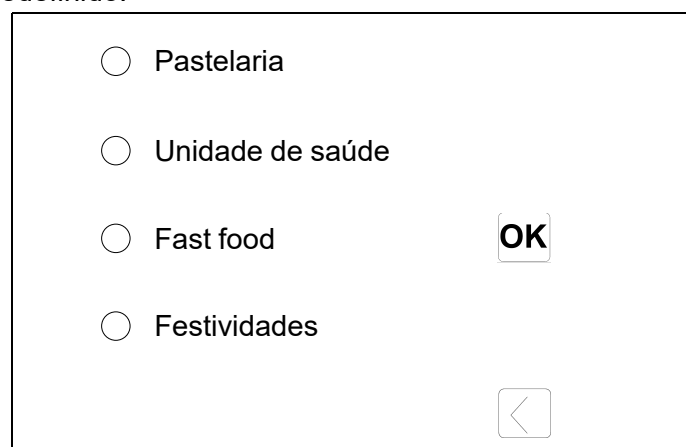 Pastelaria
Unidade de saúde
Fast food
OK
Festividades